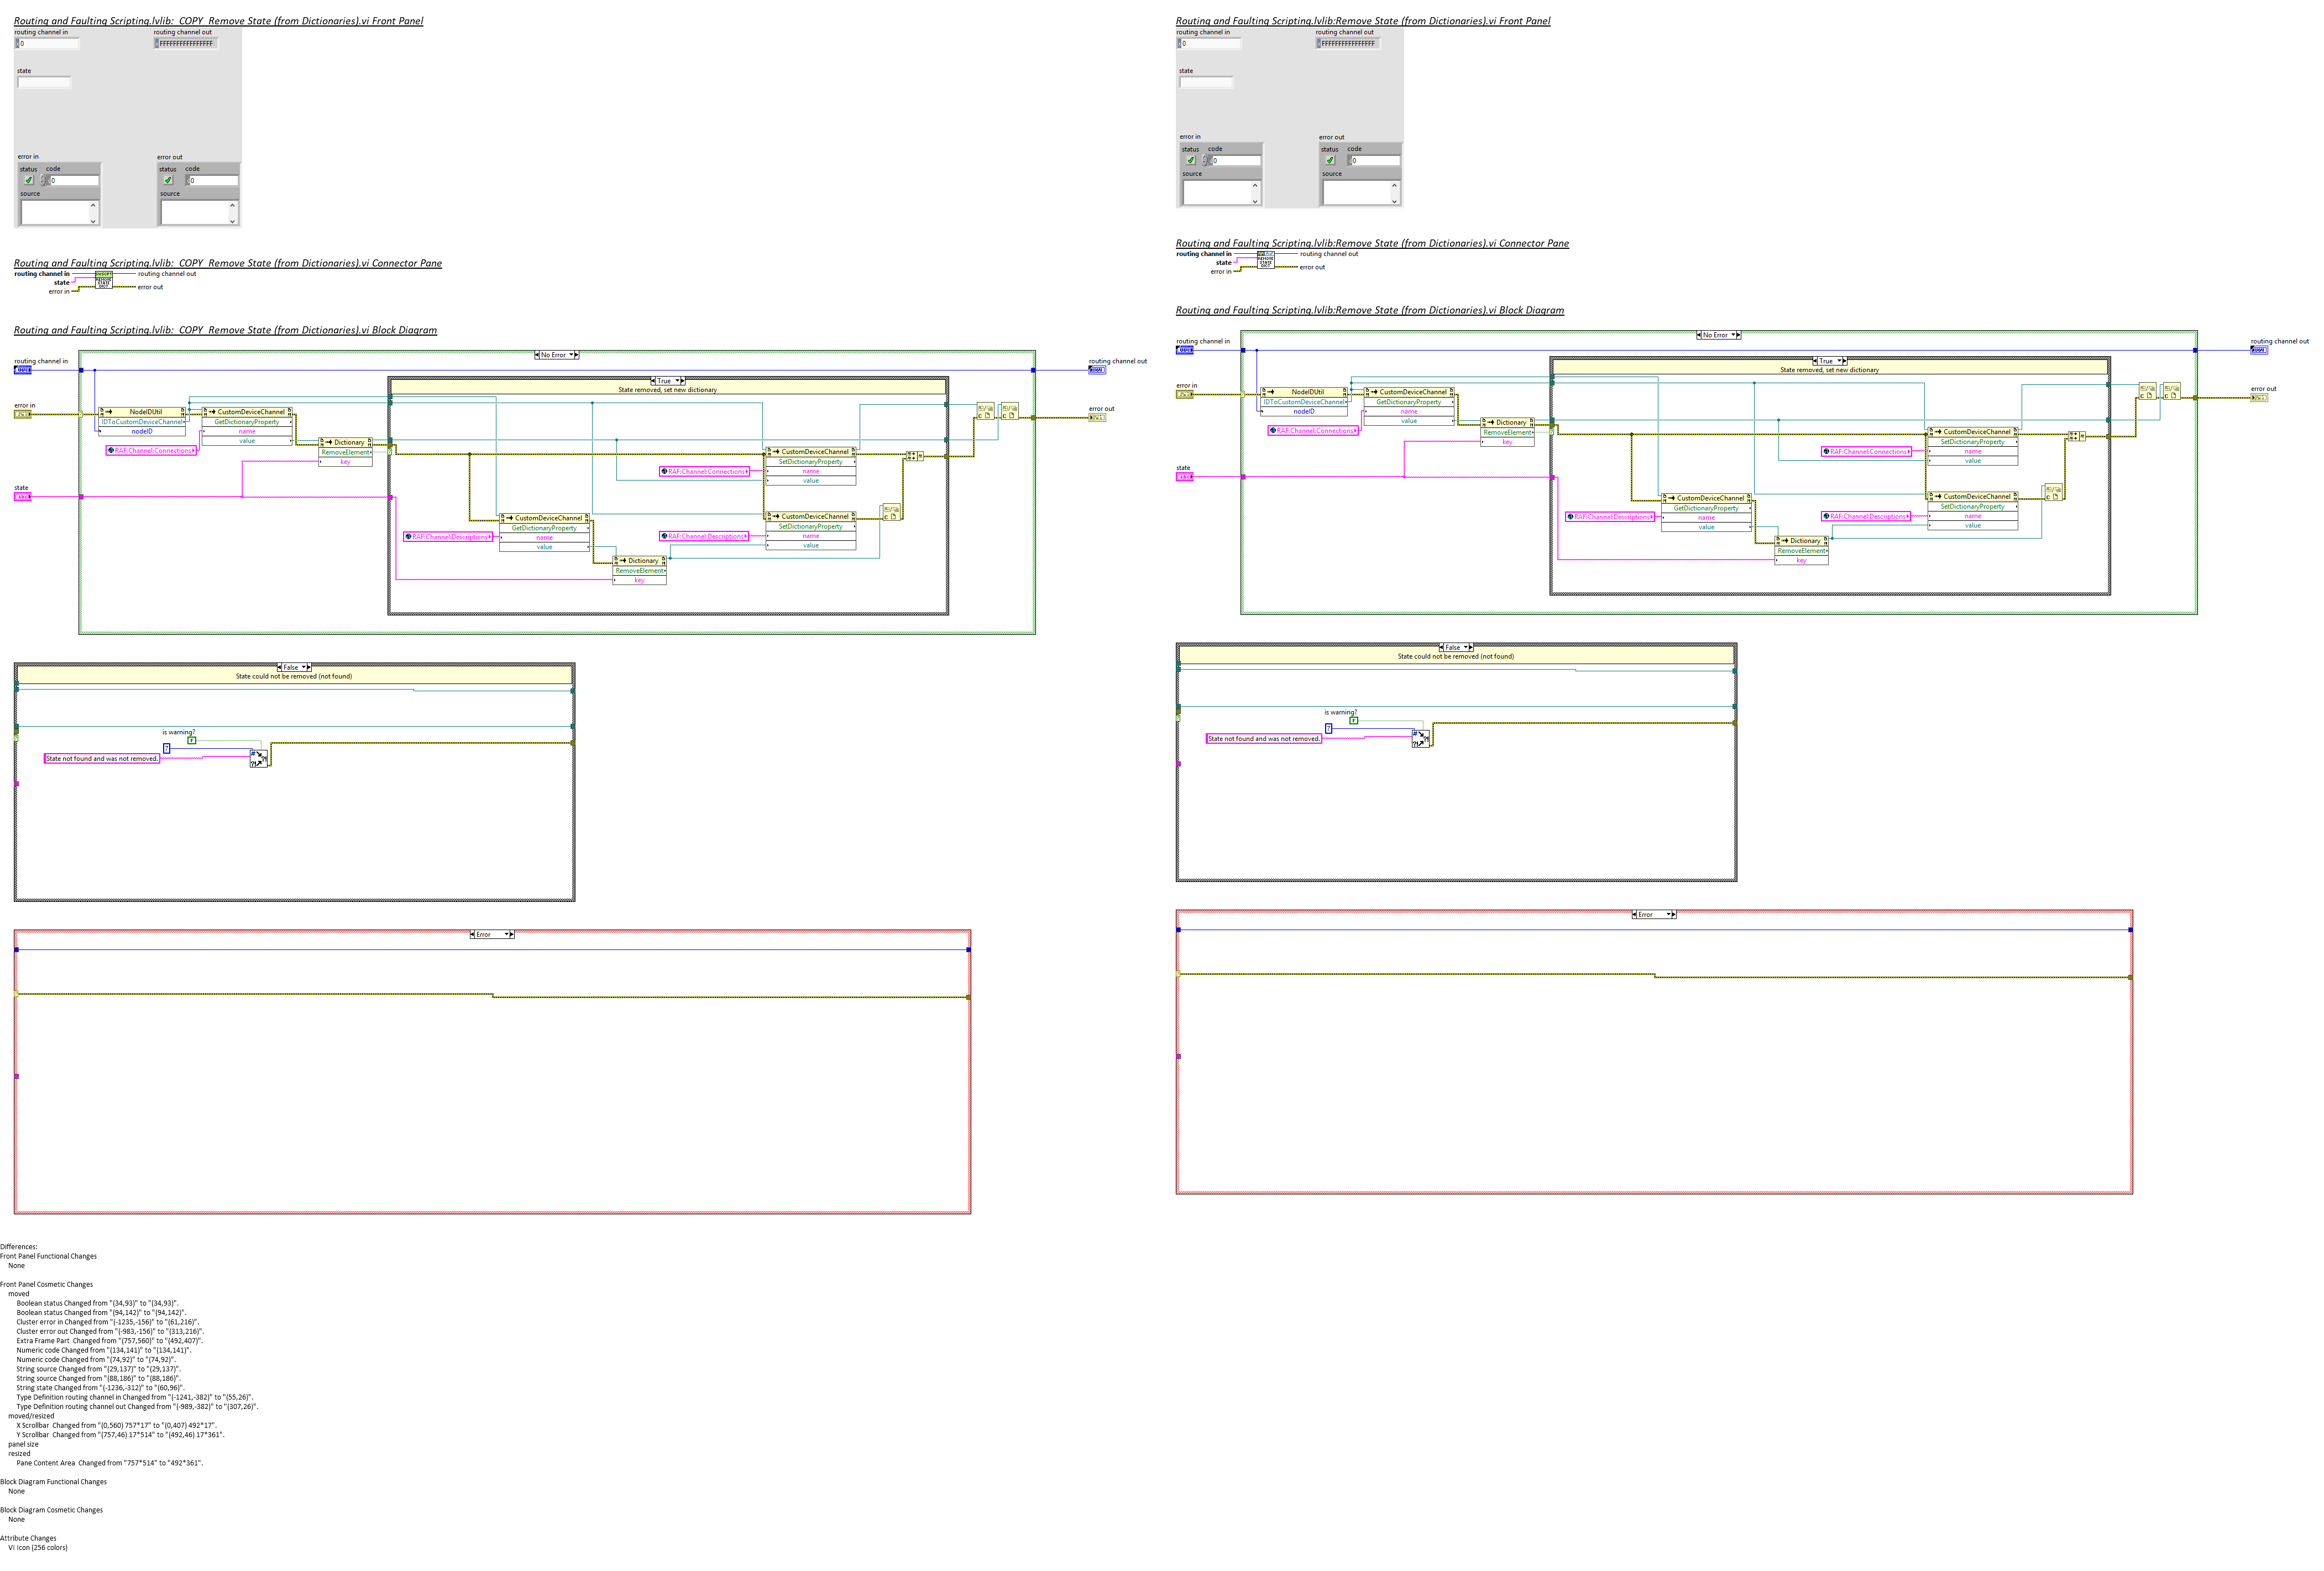 Routing and Faulting Scripting.lvlib:_COPY_Remove State (from Dictionaries).vi Front Panel
routing channel in
routing channel out
0
FFFFFFFFFFFFFFFF
state
error in
error out
status code
status code
0
0
source
source
Routing and Faulting Scripting.lvlib:_COPY_Remove State (from Dictionaries).vi Connector Pane
routing channel in
routing channel out
state
error in
error out
Routing and Faulting Scripting.lvlib:_COPY_Remove State (from Dictionaries).vi Block Diagram
No Error
routing channel in
routing channel out
True
State removed, set new dictionary
error in
error out
NodeIDUtil
IDToCustomDeviceChannel
nodeID
CustomDeviceChannel
GetDictionaryProperty
name
value
RAF:Channel:Connections
Dictionary
RemoveElement
key
CustomDeviceChannel
SetDictionaryProperty
RAF:Channel:Connections
name
value
state
abc
CustomDeviceChannel
GetDictionaryProperty
RAF:Channel:Descriptions
name
value
CustomDeviceChannel
SetDictionaryProperty
RAF:Channel:Descriptions
name
value
Dictionary
RemoveElement
key
False
State could not be removed (not found)
is warning?
F
7
State not found and was not removed.
Error
Routing and Faulting Scripting.lvlib:Remove State (from Dictionaries).vi Front Panel
routing channel in
routing channel out
0
FFFFFFFFFFFFFFFF
state
error in
error out
status code
status code
0
0
source
source
Routing and Faulting Scripting.lvlib:Remove State (from Dictionaries).vi Connector Pane
routing channel in
routing channel out
state
error in
error out
Routing and Faulting Scripting.lvlib:Remove State (from Dictionaries).vi Block Diagram
No Error
routing channel in
routing channel out
True
State removed, set new dictionary
error in
error out
NodeIDUtil
IDToCustomDeviceChannel
nodeID
CustomDeviceChannel
GetDictionaryProperty
name
value
RAF:Channel:Connections
Dictionary
RemoveElement
key
CustomDeviceChannel
SetDictionaryProperty
RAF:Channel:Connections
name
value
state
abc
CustomDeviceChannel
GetDictionaryProperty
RAF:Channel:Descriptions
name
value
CustomDeviceChannel
SetDictionaryProperty
RAF:Channel:Descriptions
name
value
Dictionary
RemoveElement
key
False
State could not be removed (not found)
is warning?
F
7
State not found and was not removed.
Error
Differences:
Front Panel Functional Changes
None
Front Panel Cosmetic Changes
moved
Boolean status Changed from "(34,93)" to "(34,93)".
Boolean status Changed from "(94,142)" to "(94,142)".
Cluster error in Changed from "(-1235,-156)" to "(61,216)".
Cluster error out Changed from "(-983,-156)" to "(313,216)".
Extra Frame Part  Changed from "(757,560)" to "(492,407)".
Numeric code Changed from "(134,141)" to "(134,141)".
Numeric code Changed from "(74,92)" to "(74,92)".
String source Changed from "(29,137)" to "(29,137)".
String source Changed from "(88,186)" to "(88,186)".
String state Changed from "(-1236,-312)" to "(60,96)".
Type Definition routing channel in Changed from "(-1241,-382)" to "(55,26)".
Type Definition routing channel out Changed from "(-989,-382)" to "(307,26)".
moved/resized
X Scrollbar  Changed from "(0,560) 757*17" to "(0,407) 492*17".
Y Scrollbar  Changed from "(757,46) 17*514" to "(492,46) 17*361".
panel size
resized
Pane Content Area  Changed from "757*514" to "492*361".
Block Diagram Functional Changes
None
Block Diagram Cosmetic Changes
None
Attribute Changes
VI Icon (256 colors)